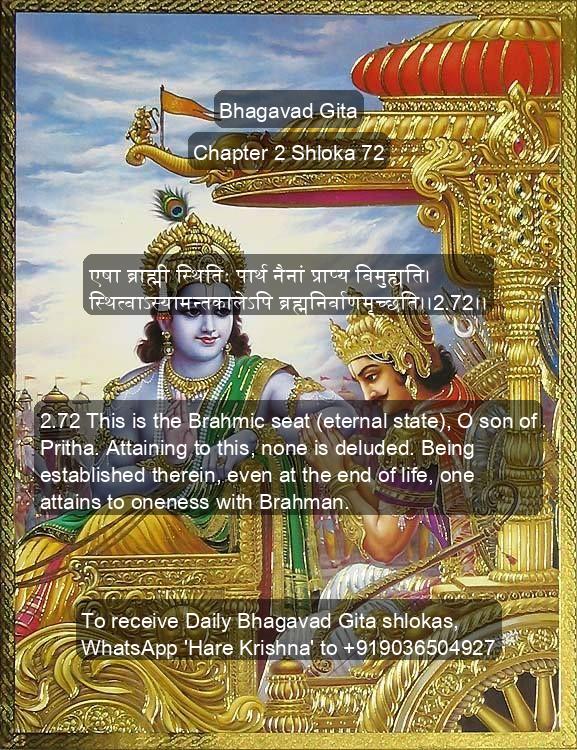 Bhagavad Gita
Chapter 2 Shloka 72
एषा ब्राह्मी स्थितिः पार्थ नैनां प्राप्य विमुह्यति।
स्थित्वाऽस्यामन्तकालेऽपि ब्रह्मनिर्वाणमृच्छति।।2.72।।
2.72 This is the Brahmic seat (eternal state), O son of
Pritha. Attaining to this, none is deluded. Being
established therein, even at the end of life, one
attains to oneness with Brahman.
To receive Daily Bhagavad Gita shlokas,
WhatsApp 'Hare Krishna' to +919036504927